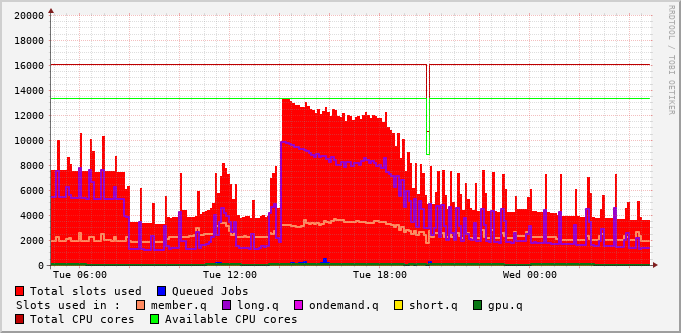 20000
18000
16000
14000
12000
10000
8000
6000
4000
2000
0
Tue 06:00 Tue 12:00 Tue 18:00 Wed 00:00
RRDTOOL / TOBI OETIKER
Total slots used Queued Jobs
Slots used in : member.q long.q ondemand.q short.q gpu.q
Total CPU cores Available CPU cores